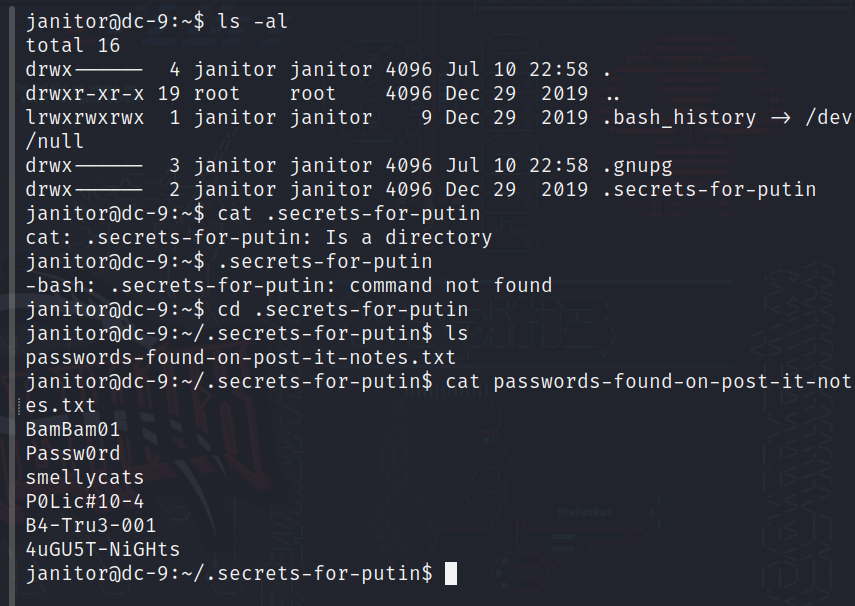 janitor@dc-9:~$ ls -al
total 16
drwx------  4 janitor janitor 4096 Jul 10 22:58 .
drwxr-xr-x 19 root    root    4096 Dec 29  2019 ..
lrwxrwxrwx  1 janitor janitor    9 Dec 29  2019 .bash_history -> /dev
/null
drwx------  3 janitor janitor 4096 Jul 10 22:58 .gnupg
drwx------  2 janitor janitor 4096 Dec 29  2019 .secrets-for-putin
janitor@dc-9:~$ cat .secrets-for-putin
cat: .secrets-for-putin: Is a directory
janitor@dc-9:~$ .secrets-for-putin
-bash: .secrets-for-putin: command not found
janitor@dc-9:~$ cd .secrets-for-putin
janitor@dc-9:~/.secrets-for-putin$ ls
passwords-found-on-post-it-notes.txt
janitor@dc-9:~/.secrets-for-putin$ cat passwords-found-on-post-it-not
es.txt
BamBam01
Passw0rd
smellycats
P0Lic#10-4
B4-Tru3-001
4uGU5T-NiGHts
janitor@dc-9:~/.secrets-for-putin$